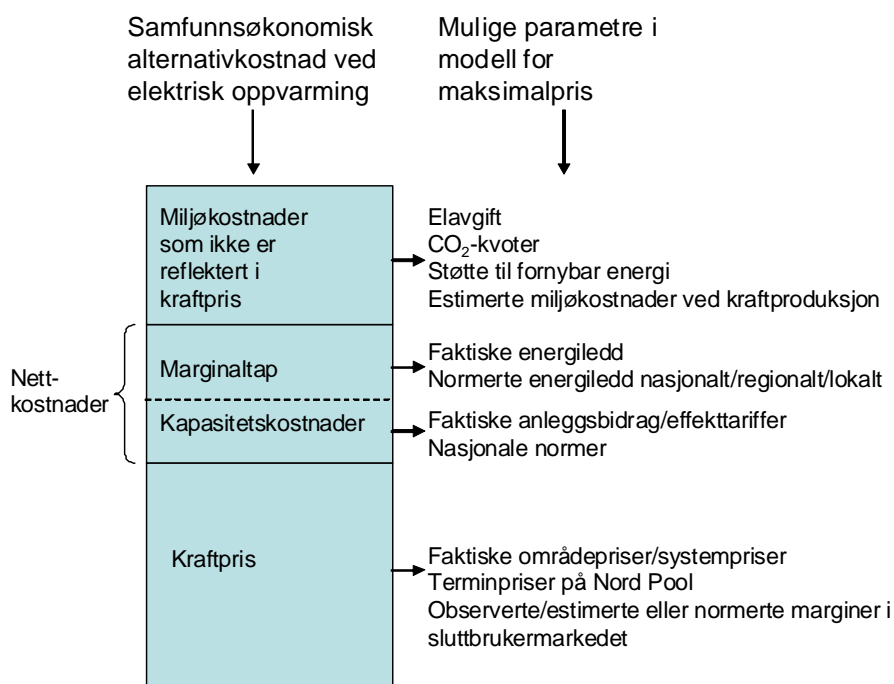 Samfunnsøkonomisk
alternativkostnad ved
elektrisk oppvarming
Mulige parametre i
modell for
maksimalpris
Miljøkostnader
som ikke er
reflektert i
kraftpris
Elavgift
CO₂-kvoter
Støtte til fornybar energi
Estimerte miljøkostnader ved kraftproduksjon
Nett-
kostnader
Marginaltap
Faktiske energiledd
Normerte energiledd nasjonalt/regionalt/lokalt
Kapasitetskostnader
Faktiske anleggsbidrag/effekttariffer
Nasjonale normer
Kraftpris
Faktiske områdepriser/systempriser
Terminpriser på Nord Pool
Observerte/estimerte eller normerte marginer i
sluttbrukermarkedet